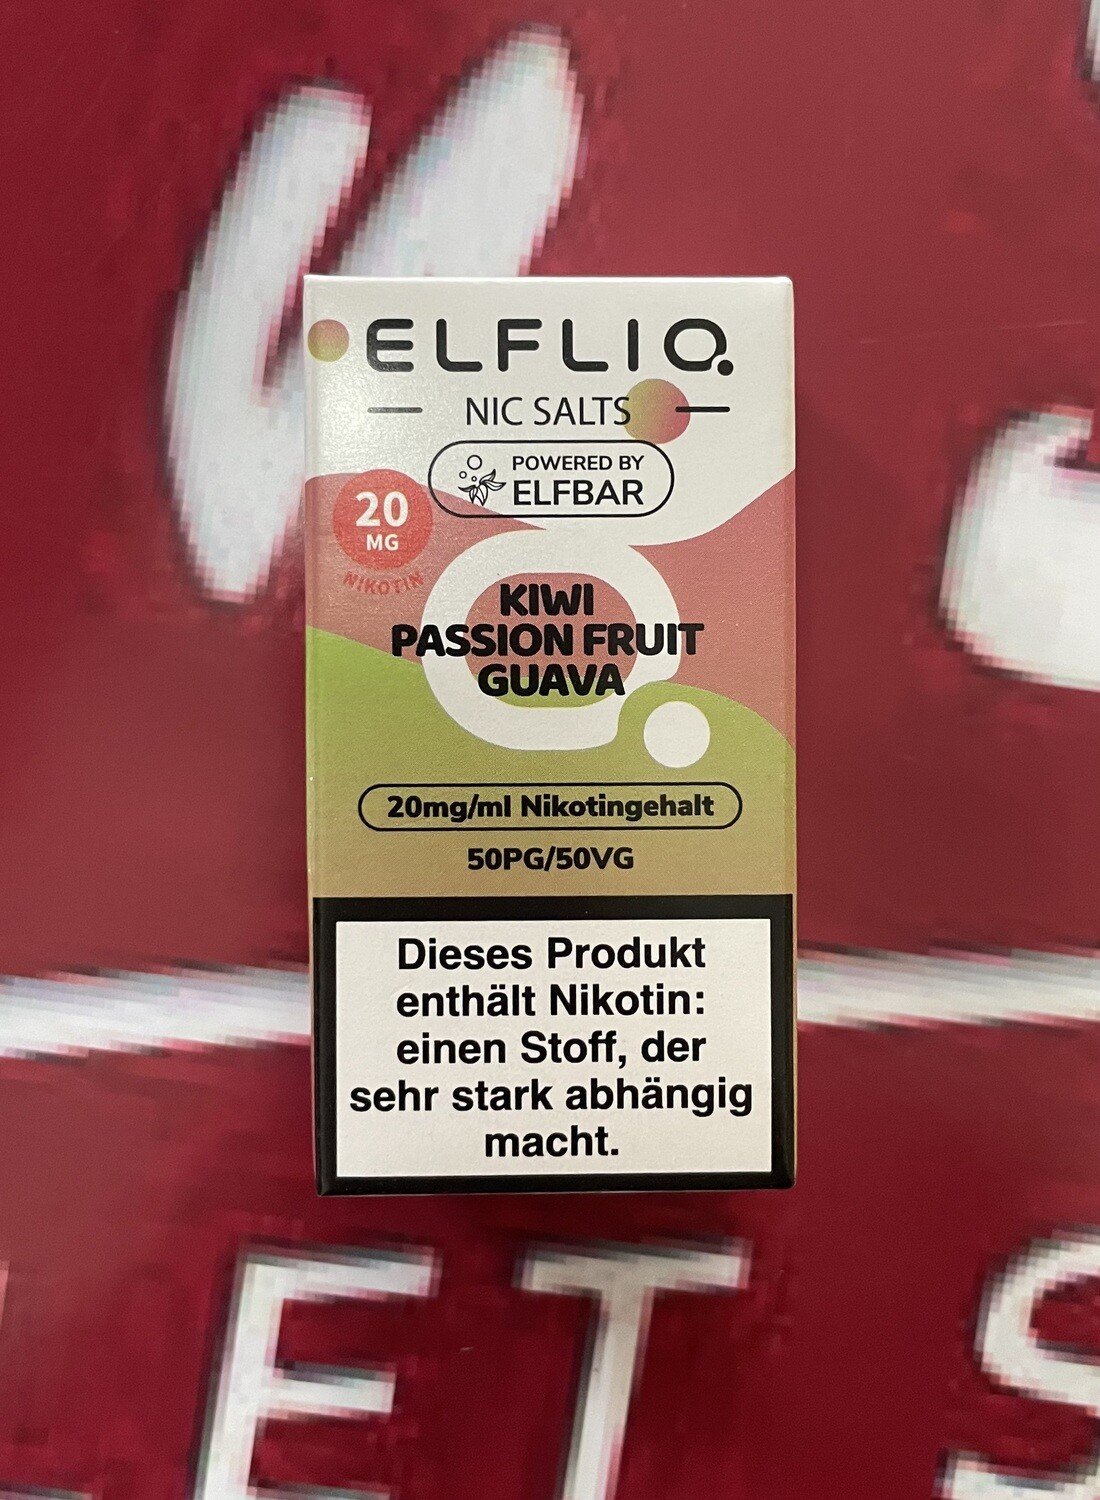 ELFLIQ
NIC SALTS
POWERED BY
ELFBAR
20
MG
NIKOTIN
KIWI
PASSION FRUIT
GUAVA
20mg/ml Nikotingehalt
50PG/50VG
Dieses Produkt
enthält Nikotin:
einen Stoff, der
sehr stark abhängig
macht.
ET S